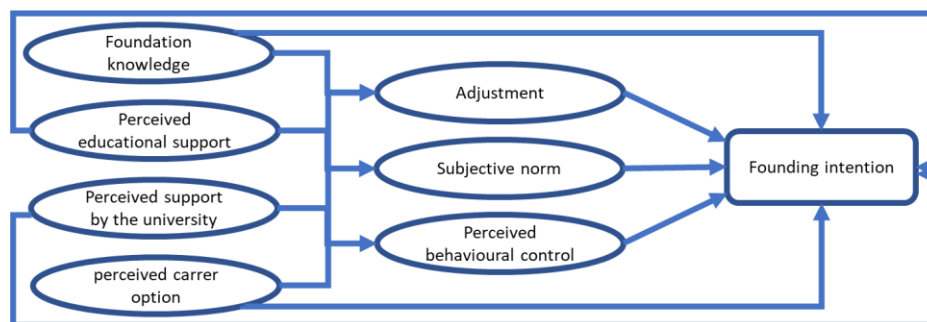 Foundation
knowledge
Perceived
educational support
Perceived support
by the university
perceived carrer
option
Adjustment
Subjective norm
Perceived
behavioural control
Founding intention